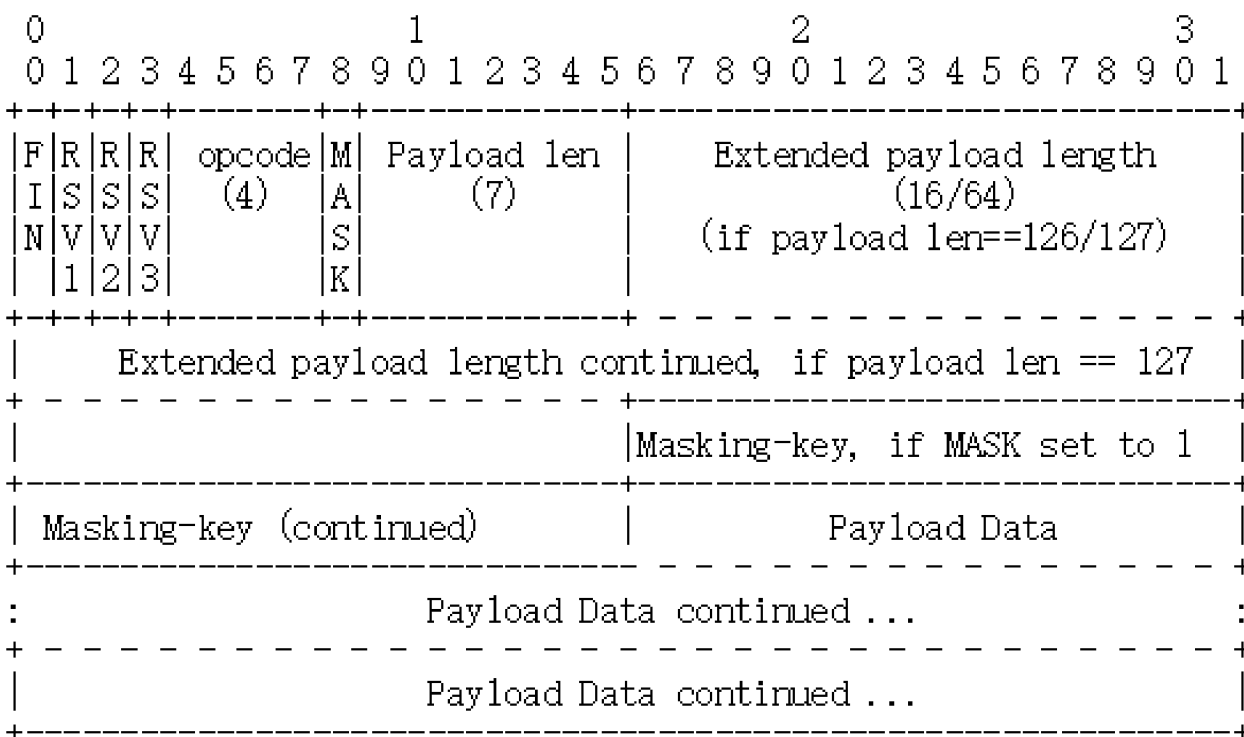 0 1 2 3
0 1 2 3 4 5 6 7 8 9 0 1 2 3 4 5 6 7 8 9 0 1 2 3 4 5 6 7 8 9 0 1
+-+-+-+-+-------+-+-------------+-------------------------------+
|F|R|R|R| opcode|M| Payload len | Extended payload length |
|I|S|S|S| (4) |A| (7) | (16/64) |
|N|V|V|V| |S| | (if payload len==126/127) |
| |1|2|3| |K| | |
+-+-+-+-+-------+-+-------------+ - - - - - - - - - - - - - - - +
| Extended payload length continued, if payload len == 127 |
+ - - - - - - - - - - - - - - - +-------------------------------+
| |Masking-key, if MASK set to 1 |
+-------------------------------+-------------------------------+
| Masking-key (continued) | Payload Data |
+-------------------------------- - - - - - - - - - - - - - - - +
: Payload Data continued ... :
+ - - - - - - - - - - - - - - - - - - - - - - - - - - - - - - - +
| Payload Data continued ... |
+---------------------------------------------------------------+